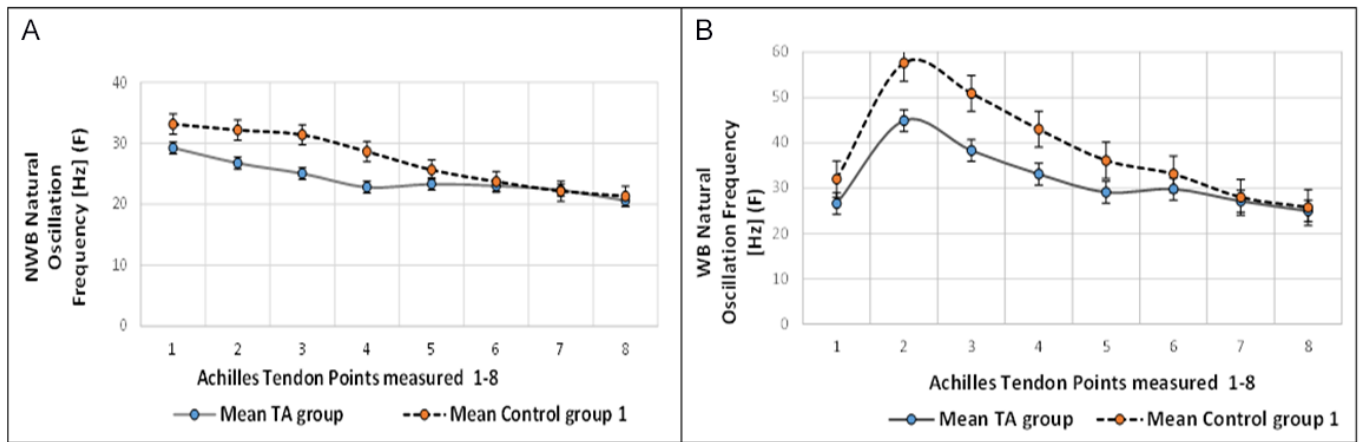 A
NWB Natural
Oscillation
Frequency [Hz] (F)
40
30
20
10
0
1 2 3 4 5 6 7 8
Achilles Tendon Points measured 1-8
Mean TA group Mean Control group 1
B
WB Natural
Oscillation Frequency
[Hz] (F)
60
50
40
30
20
10
0
1 2 3 4 5 6 7 8
Achilles Tendon Points measured 1-8
Mean TA group Mean Control group 1